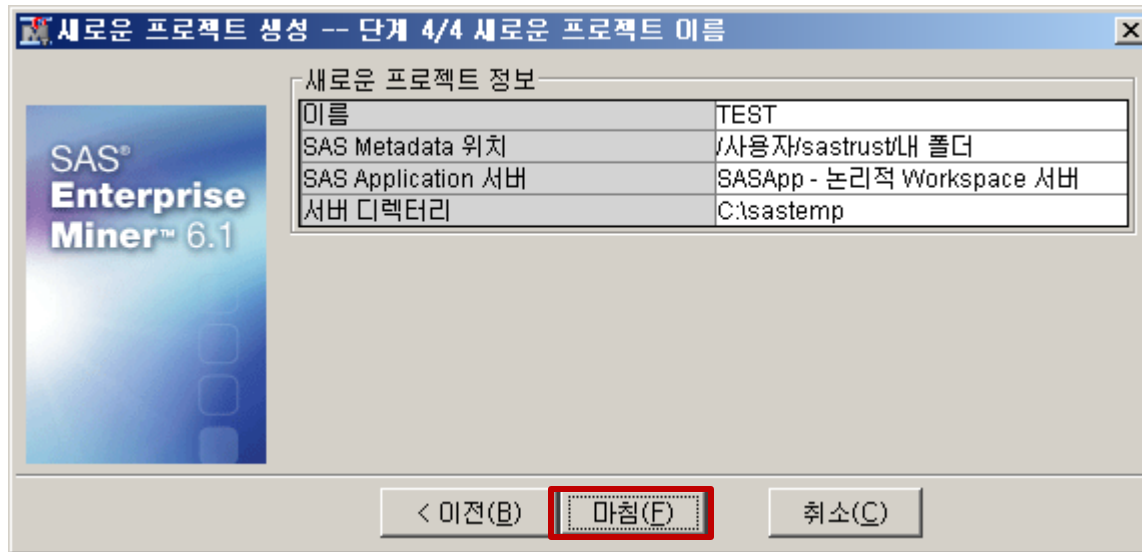 새로운 프로젝트 생성 -- 단계 4/4 새로운 프로젝트 이름
새로운 프로젝트 정보
이름 TEST
SAS Metadata 위치 /사용자/sastrust/내 폴더
SAS Application 서버 SASApp - 논리적 Workspace 서버
서버 디렉터리 C:\sastemp
SAS®
Enterprise
Miner™ 6.1
< 이전(B) 마침(F) 취소(C)